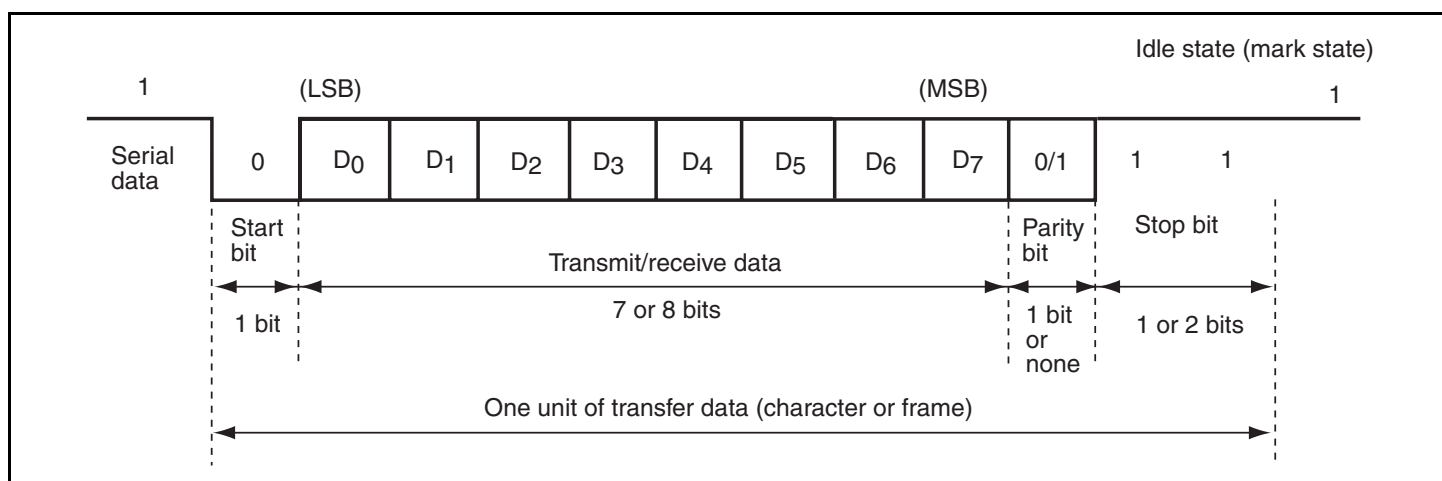 Idle state (mark state)
1 (LSB) (MSB) 1
Serial data
0 D0 D1 D2 D3 D4 D5 D6 D7 0/1 1 1
Start bit
Transmit/receive data
Parity bit
Stop bit
1 bit
7 or 8 bits
1 bit or none
1 or 2 bits
One unit of transfer data (character or frame)